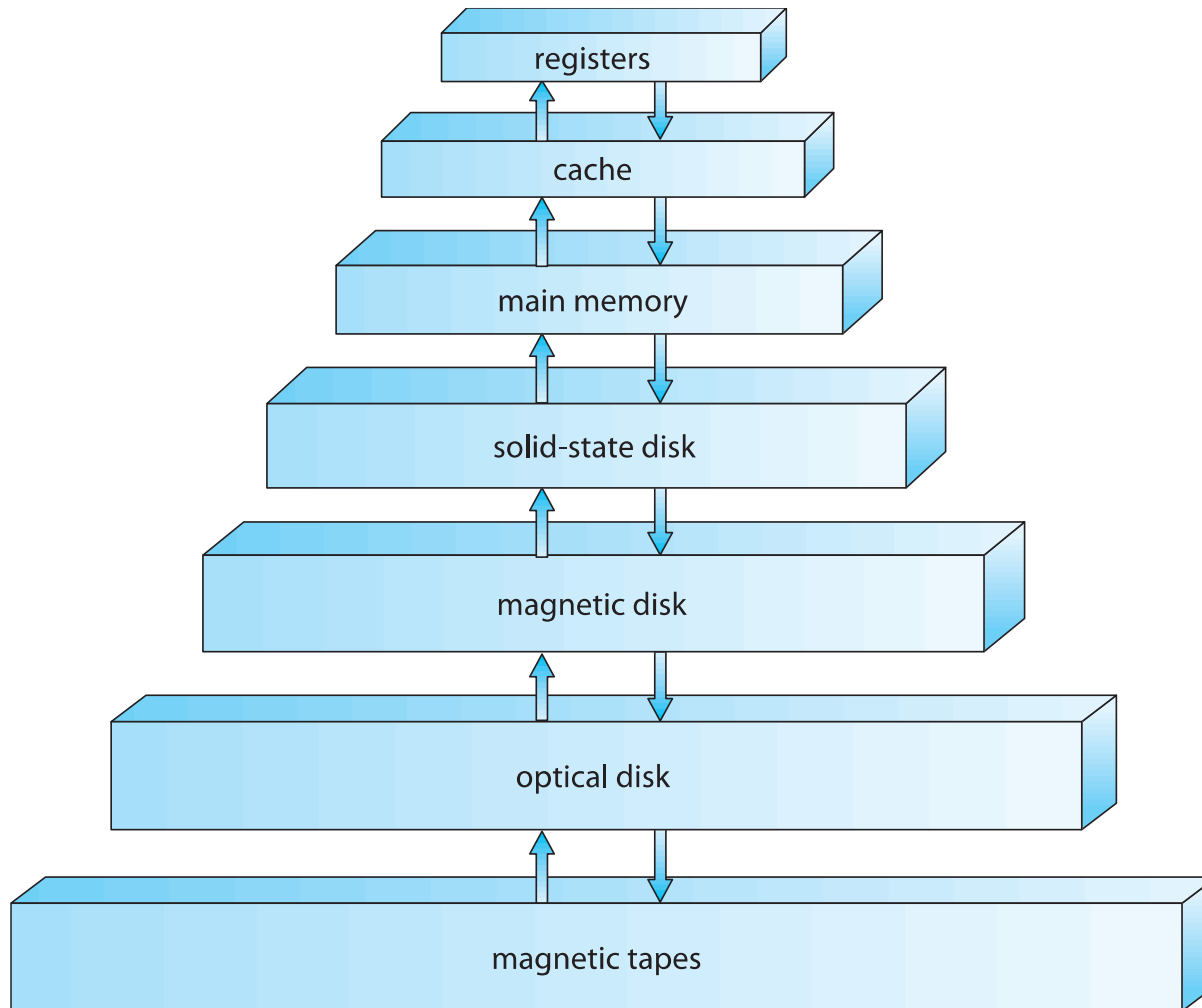 registers
cache
main memory
solid-state disk
magnetic disk
optical disk
magnetic tapes